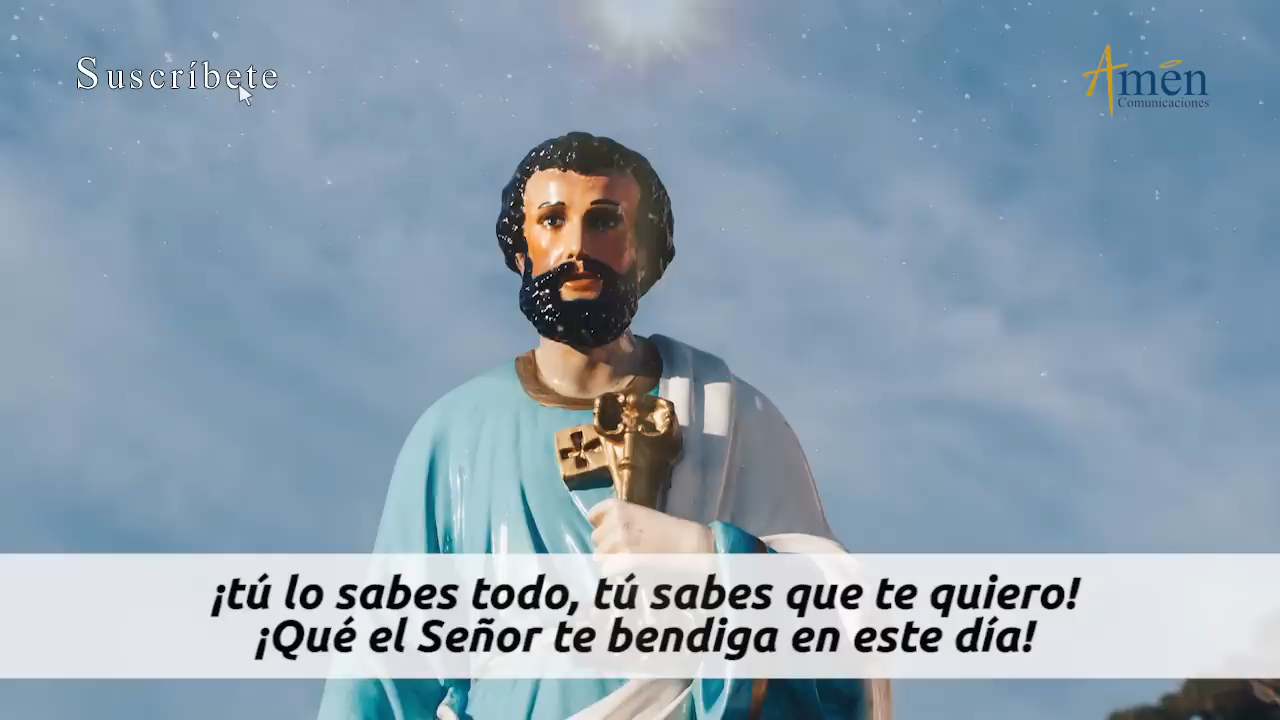 Suscríbete
Amén
Comunicaciones
¡tú lo sabes todo, tú sabes que te quiero!
¡Qué el Señor te bendiga en este día!